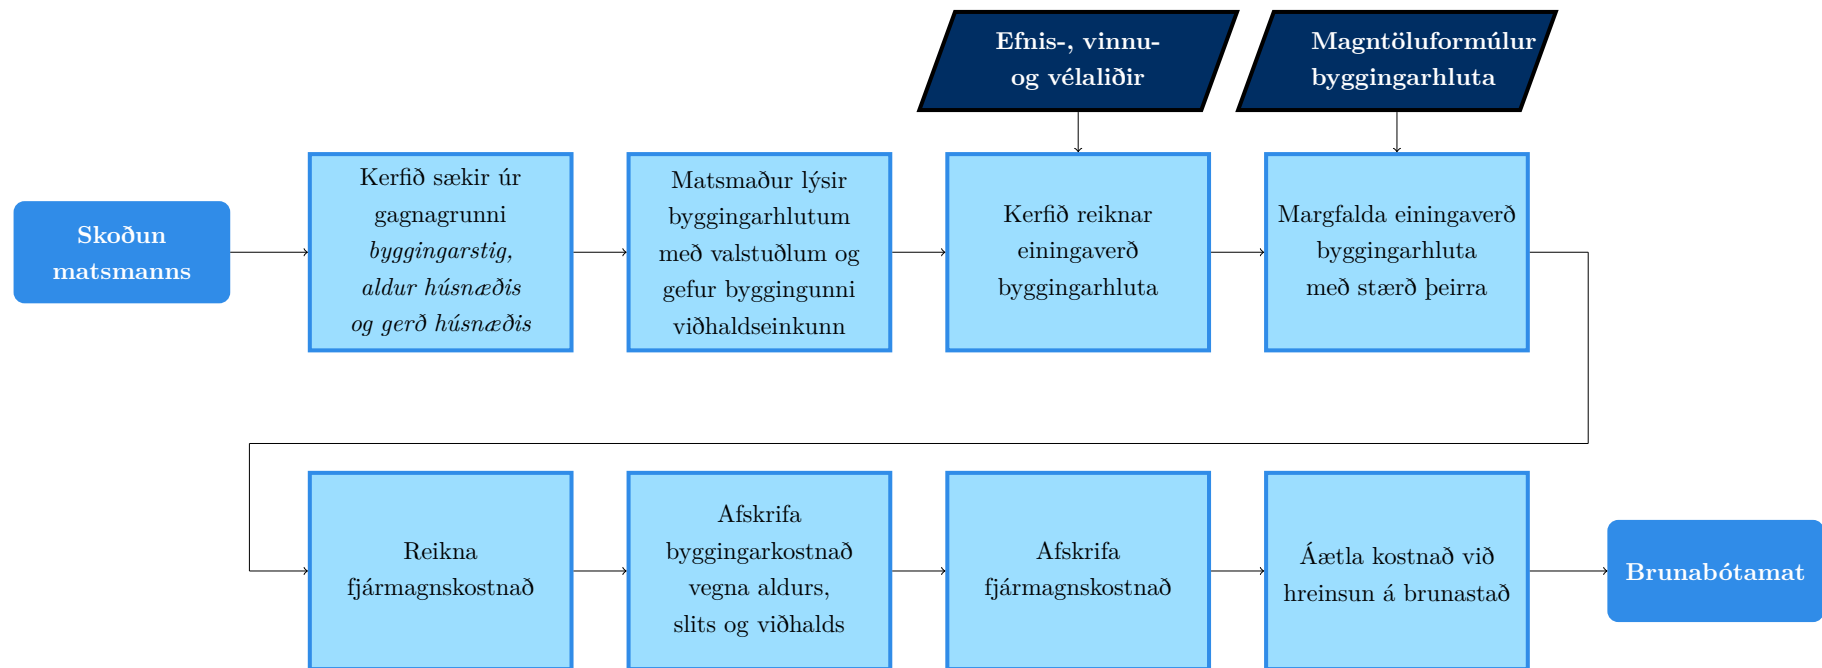 Efnis-, vinnu-
og vélaliðir
Magntöluformúlur
byggingarhluta
Skoðun
matsmanns
Kerfið sækir úr
gagnagrunni
byggingarstig,
aldur húsnæðis
og gerð húsnæðis
Matsmaður lýsir
byggingarhlutum
með valstuðlum og
gefur byggingunni
viðhaldseinkunn
Kerfið reiknar
einingaverð
byggingarhluta
Margfalda einingaverð
byggingarhluta
með stærð þeirra
Reikna
fjármagnskostnað
Afskrifa
byggingarkostnað
vegna aldurs,
slits og viðhalds
Afskrifa
fjármagnskostnað
Áætla kostnað við
hreinsun á brunastað
Brunabótamat